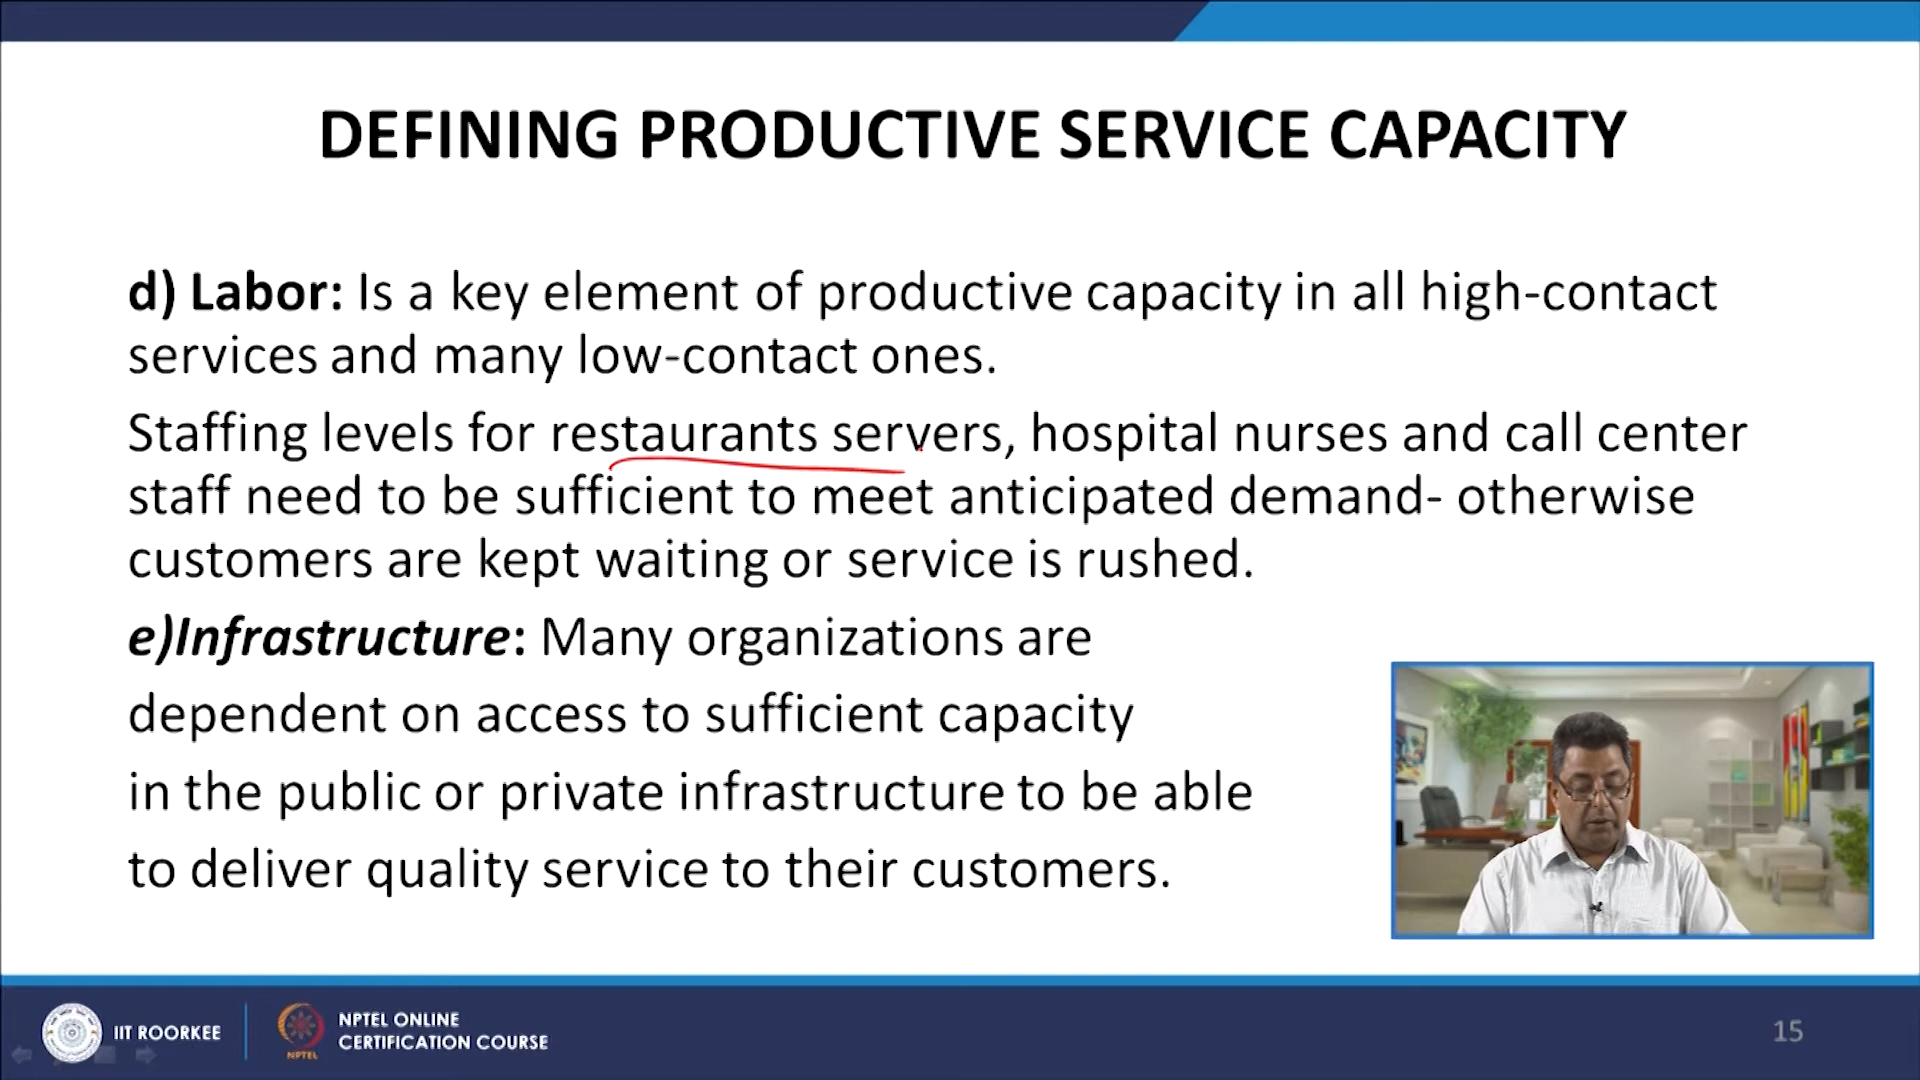 DEFINING PRODUCTIVE SERVICE CAPACITY
d) Labor: Is a key element of productive capacity in all high-contact
services and many low-contact ones.
Staffing levels for restaurants servers, hospital nurses and call center
staff need to be sufficient to meet anticipated demand- otherwise
customers are kept waiting or service is rushed.
e)Infrastructure: Many organizations are
dependent on access to sufficient capacity
in the public or private infrastructure to be able
to deliver quality service to their customers.
IIT ROORKEE
NPTEL
NPTEL ONLINE
CERTIFICATION COURSE
15